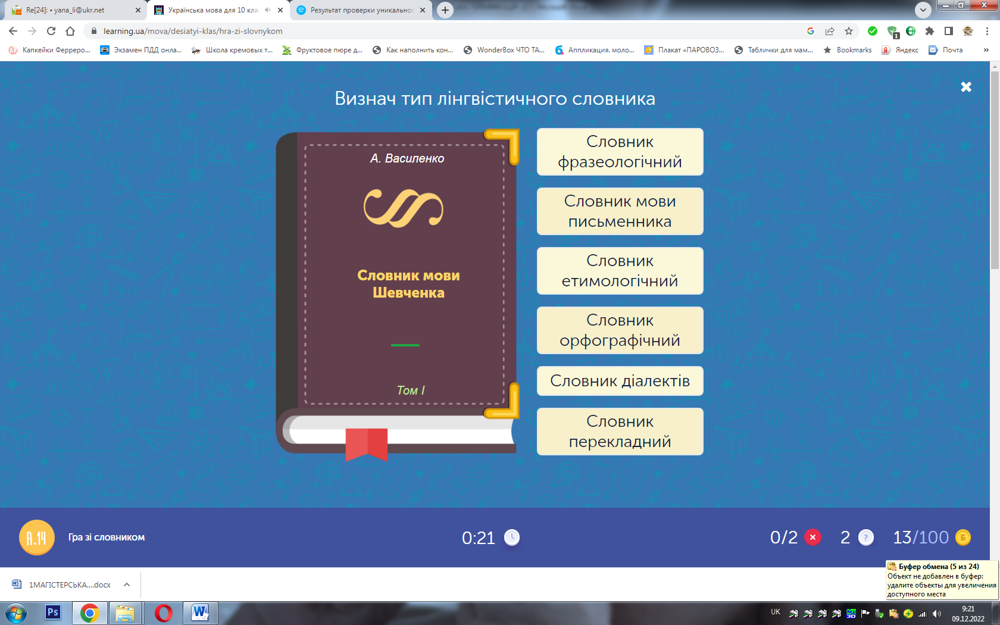 Re[24]: • yana_li@ukr.net
Українська мова для 10 кла
Результат проверки уникальнос
learning.ua/mova/desiatyi-klas/hra-zi-slovnykom
1
Капкейки Ферреро...
Экзамен ПДД онла...
Школа кремовых т...
Фруктовое пюре д...
Как наполнить кон...
WonderBox ЧТО ТА...
Аппликация. моло...
Плакат «ПАРОВОЗ...
Таблички для мам...
Bookmarks
Яндекс
Почта
»
Визнач тип лінгвістичного словника
А. Василенко
Словник мови
Шевченка
Том I
Словник
фразеологічний
Словник мови
письменника
Словник
етимологічний
Словник
орфографічний
Словник діалектів
Словник
перекладний
А.14
Гра зі словником
0:21
0/2
2
?
13/100
Б
Буфер обмена (5 из 24)
Объект не добавлен в буфер:
удалите объекты для увеличения
доступного места
1МАГІСТЕРСЬКА....docx
Ps
UK
9:21
09.12.2022